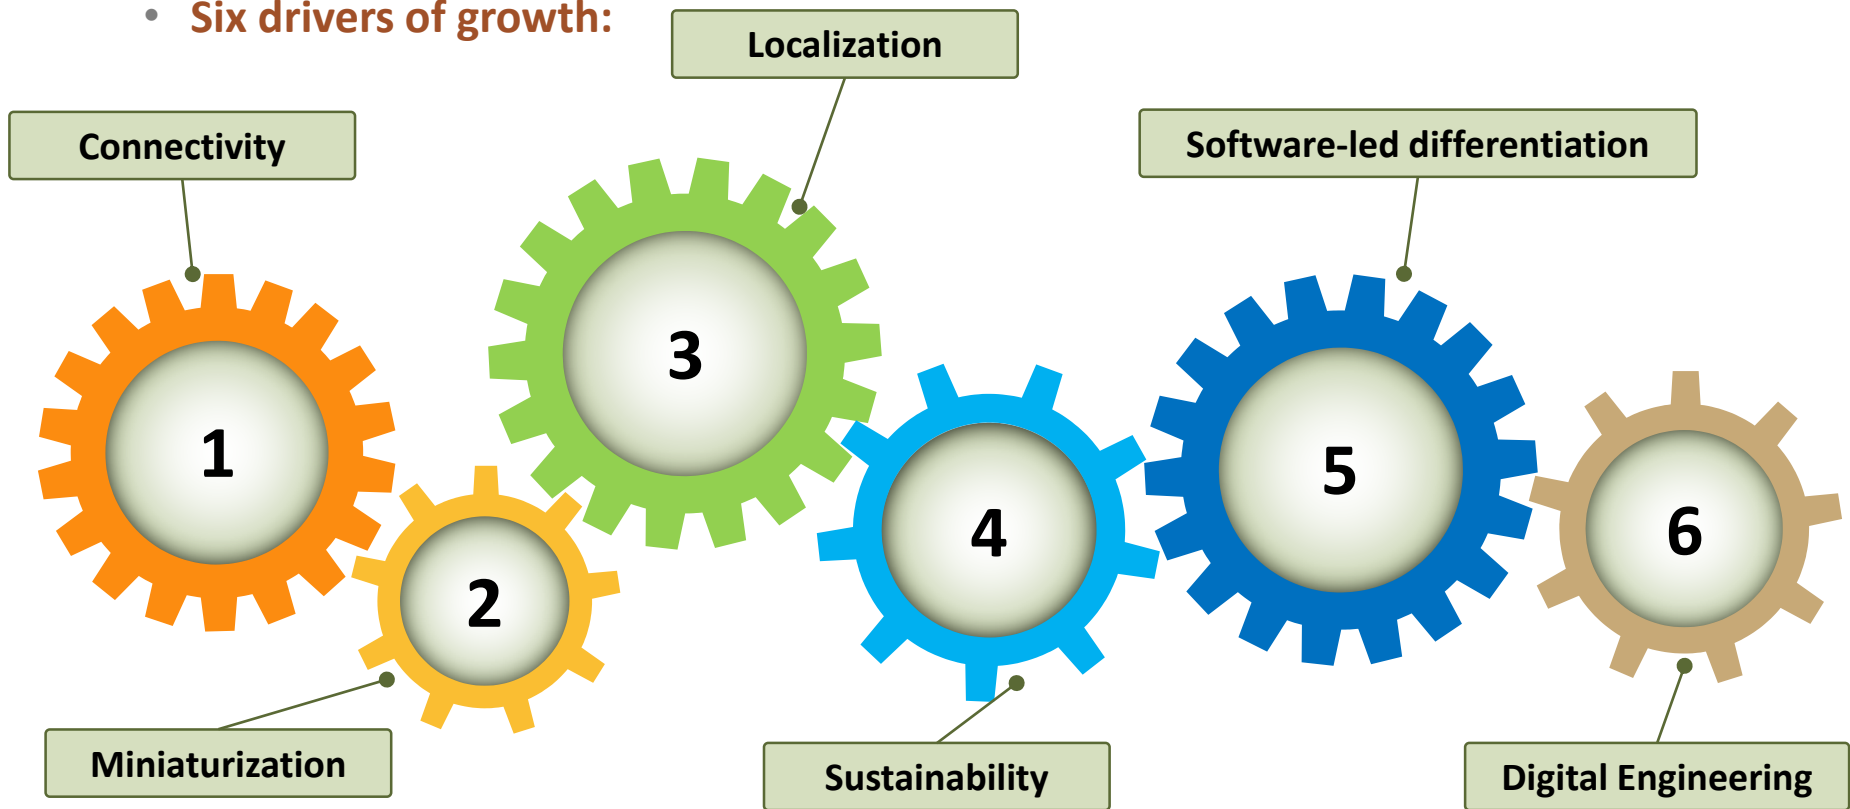 • Six drivers of growth:
Localization
Connectivity
Software-led differentiation
1
2
3
4
5
6
Miniaturization
Sustainability
Digital Engineering